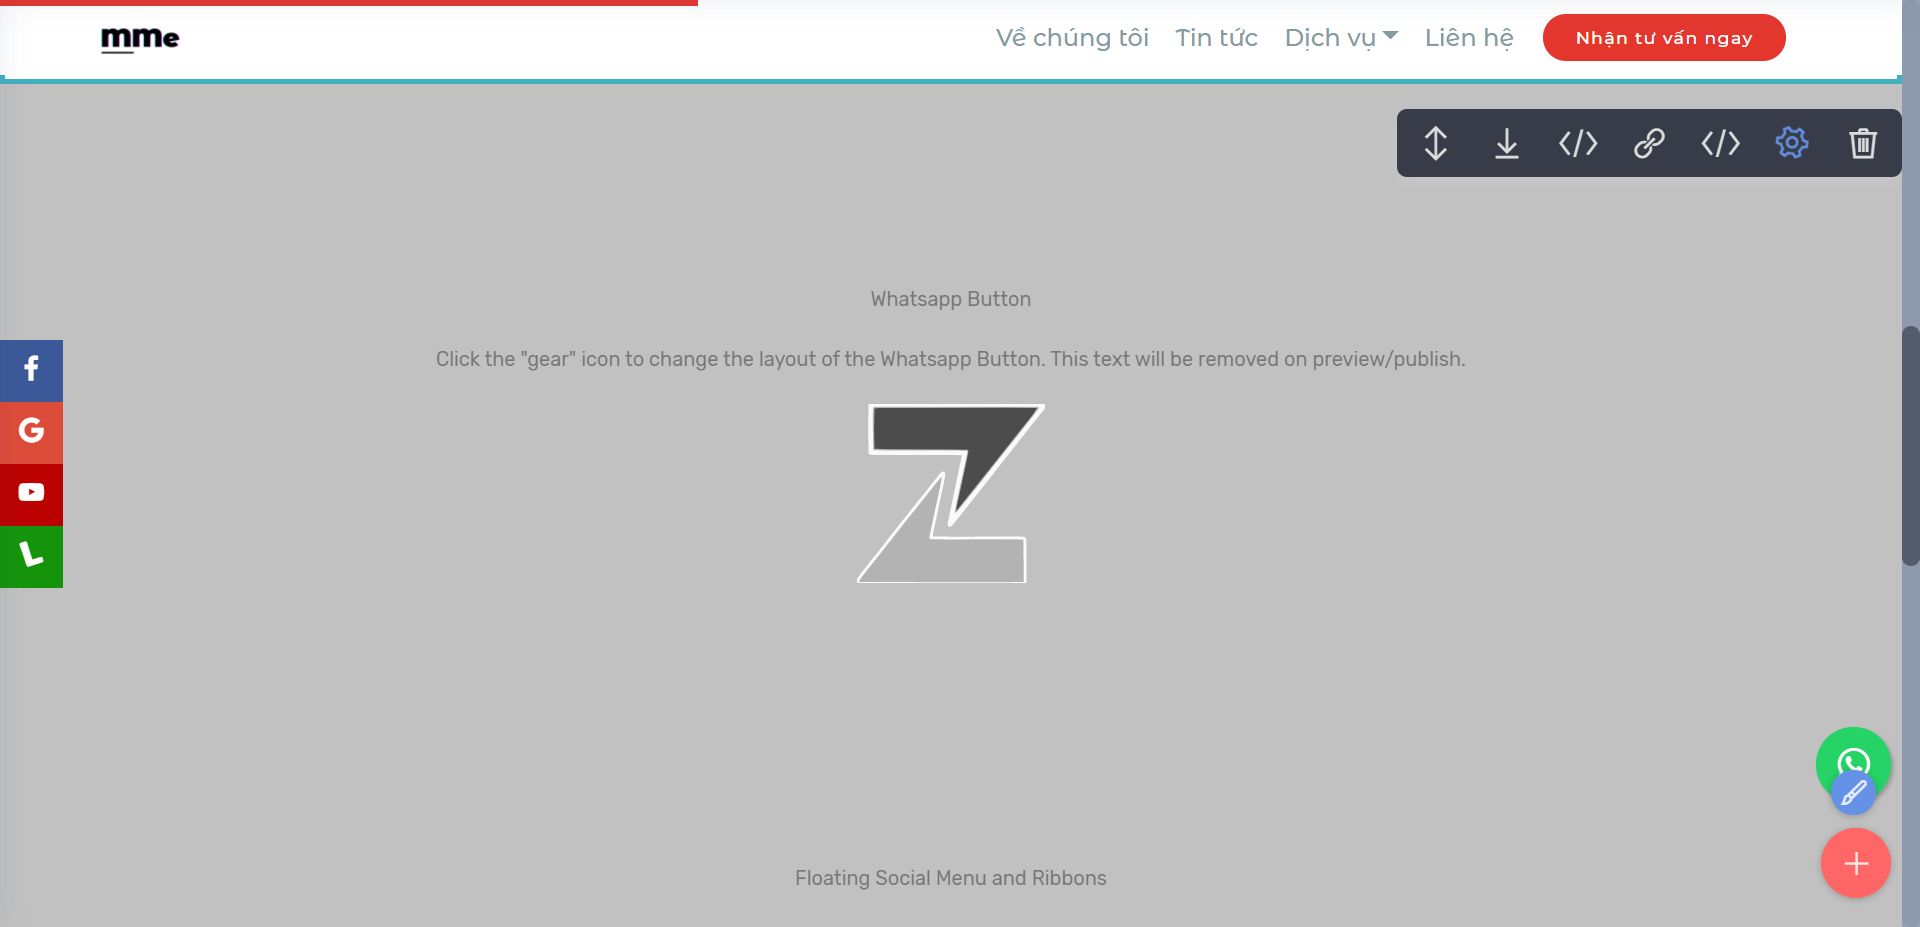 mme
Về chúng tôi Tin tức Dịch vụ Liên hệ Nhận tư vấn ngay
Whatsapp Button
Click the "gear" icon to change the layout of the Whatsapp Button. This text will be removed on preview/publish.
Floating Social Menu and Ribbons